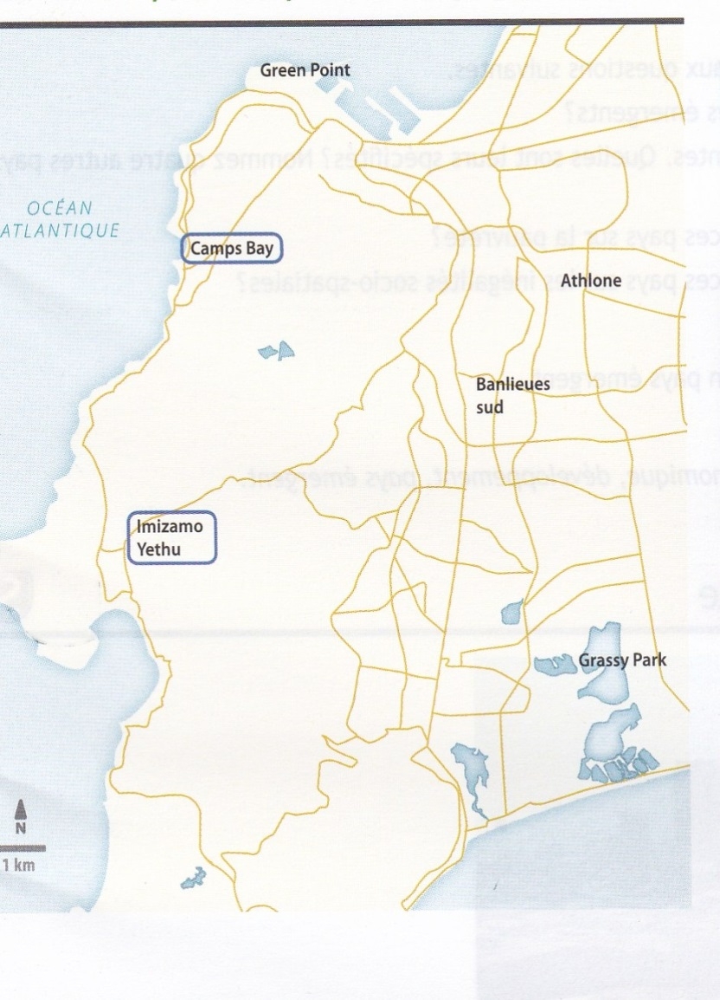 Green Point
OCÉAN
ATLANTIQUE
Camps Bay
Athlone
Banlieues
sud
Imizamo
Yethu
Grassy Park
N
1 km